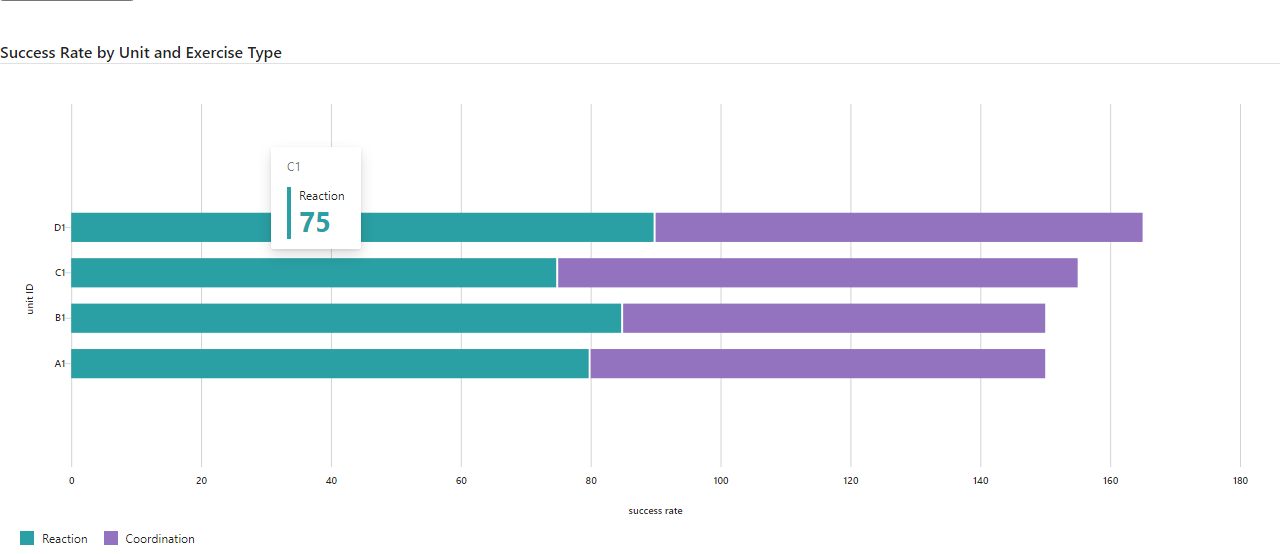 Success Rate by Unit and Exercise Type
C1
Reaction
75
D1
C1
B1
A1
unit ID
0 20 40 60 80 100 120 140 160 180
success rate
Reaction Coordination